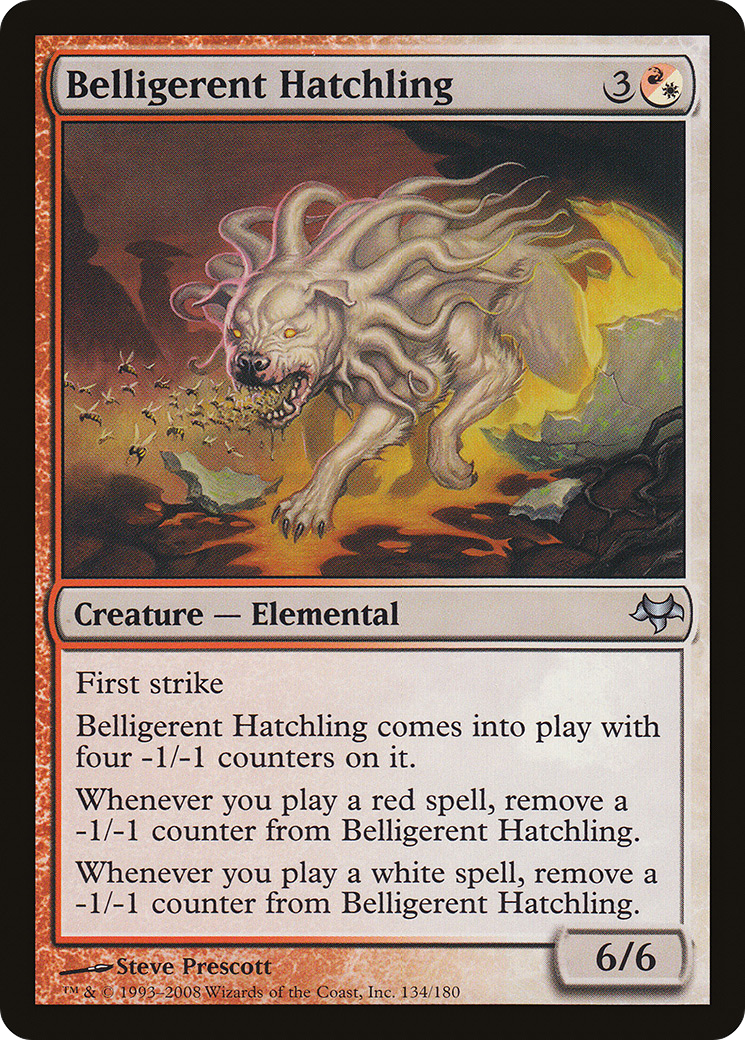 Belligerent Hatchling 3
Creature — Elemental
First strike
Belligerent Hatchling comes into play with
four -1/-1 counters on it.
Whenever you play a red spell, remove a
-1/-1 counter from Belligerent Hatchling.
Whenever you play a white spell, remove a
-1/-1 counter from Belligerent Hatchling.
6/6
Steve Prescott
™ & © 1993–2008 Wizards of the Coast, Inc. 134/180